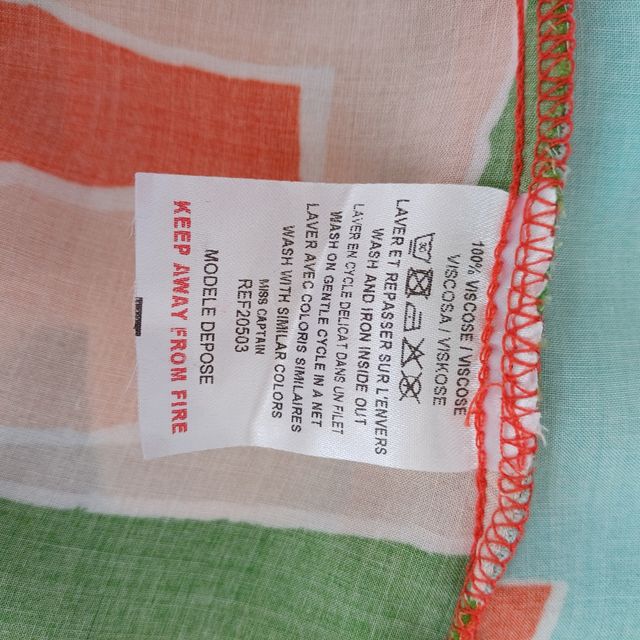 100% VISCOSE / VISCOSE
VISCOSA / VISKOSE
30
LAVER ET REPASSER SUR L'ENVERS
WASH AND IRON INSIDE OUT
LAVER EN CYCLE DELICAT DANS UN FILET
WASH ON GENTLE CYCLE IN A NET
LAVER AVEC COLORIS SIMILAIRES
WASH WITH SIMILAR COLORS
MISS CAPTAIN
REF20503
MODELE DEPOSE
KEEP AWAY FROM FIRE